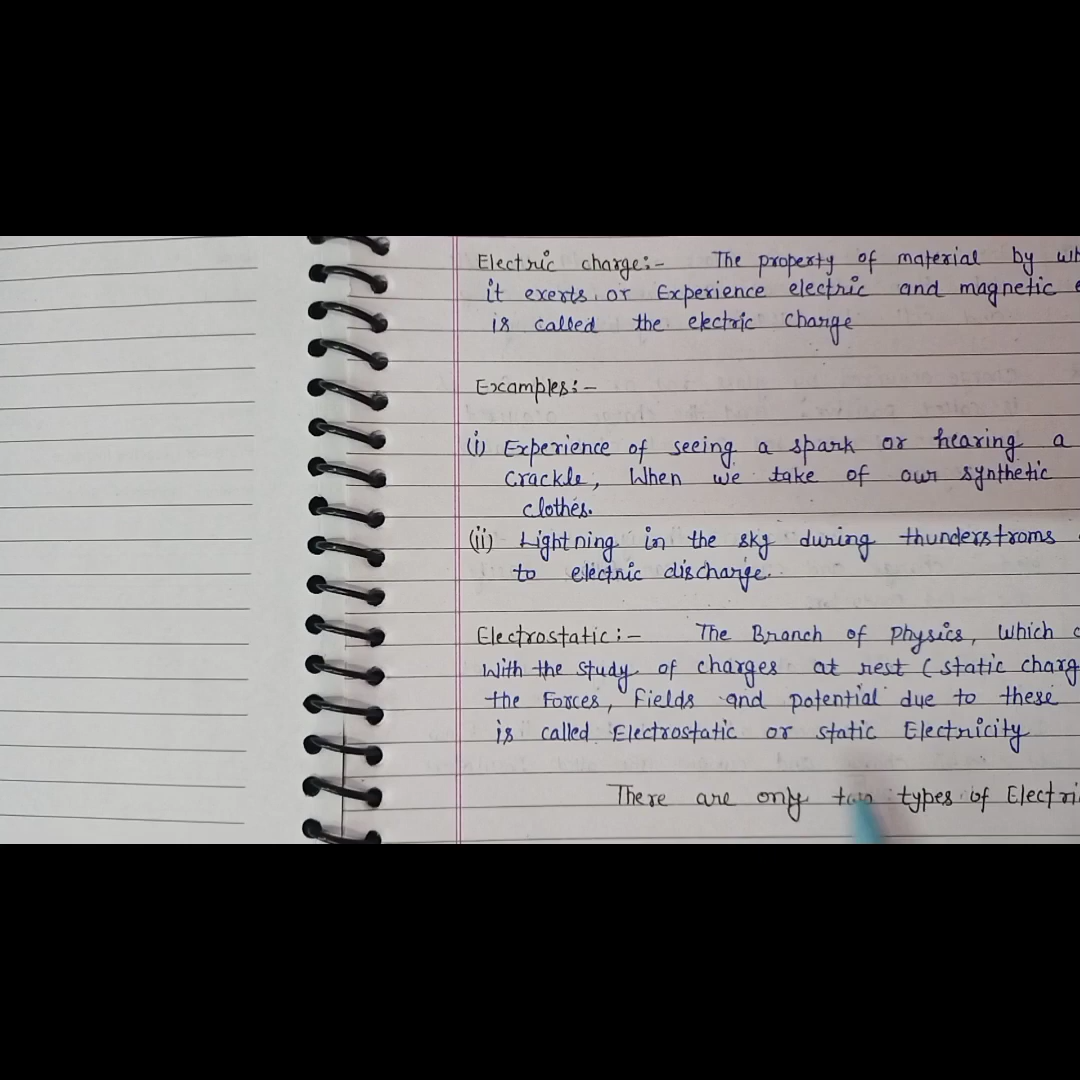 Electric charge:- The property of material by wh
it exerts or Experience electric and magnetic e
is called the electric charge
Examples:-
(i) Experience of seeing a spark or hearing a
crackle, When we take of our synthetic
clothes.
(ii) Lightning in the sky during thunderstroms
to electric discharge.
Electrostatic:- The Branch of Physics, Which
With the study of charges at rest (static charg
the Forces, Fields and potential due to these
is called Electrostatic or static Electricity
There are only two types of Electri